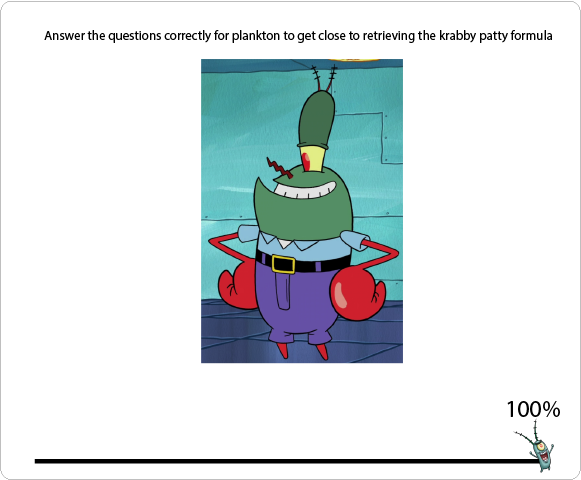 Answer the questions correctly for plankton to get close to retrieving the krabby patty formula
100%